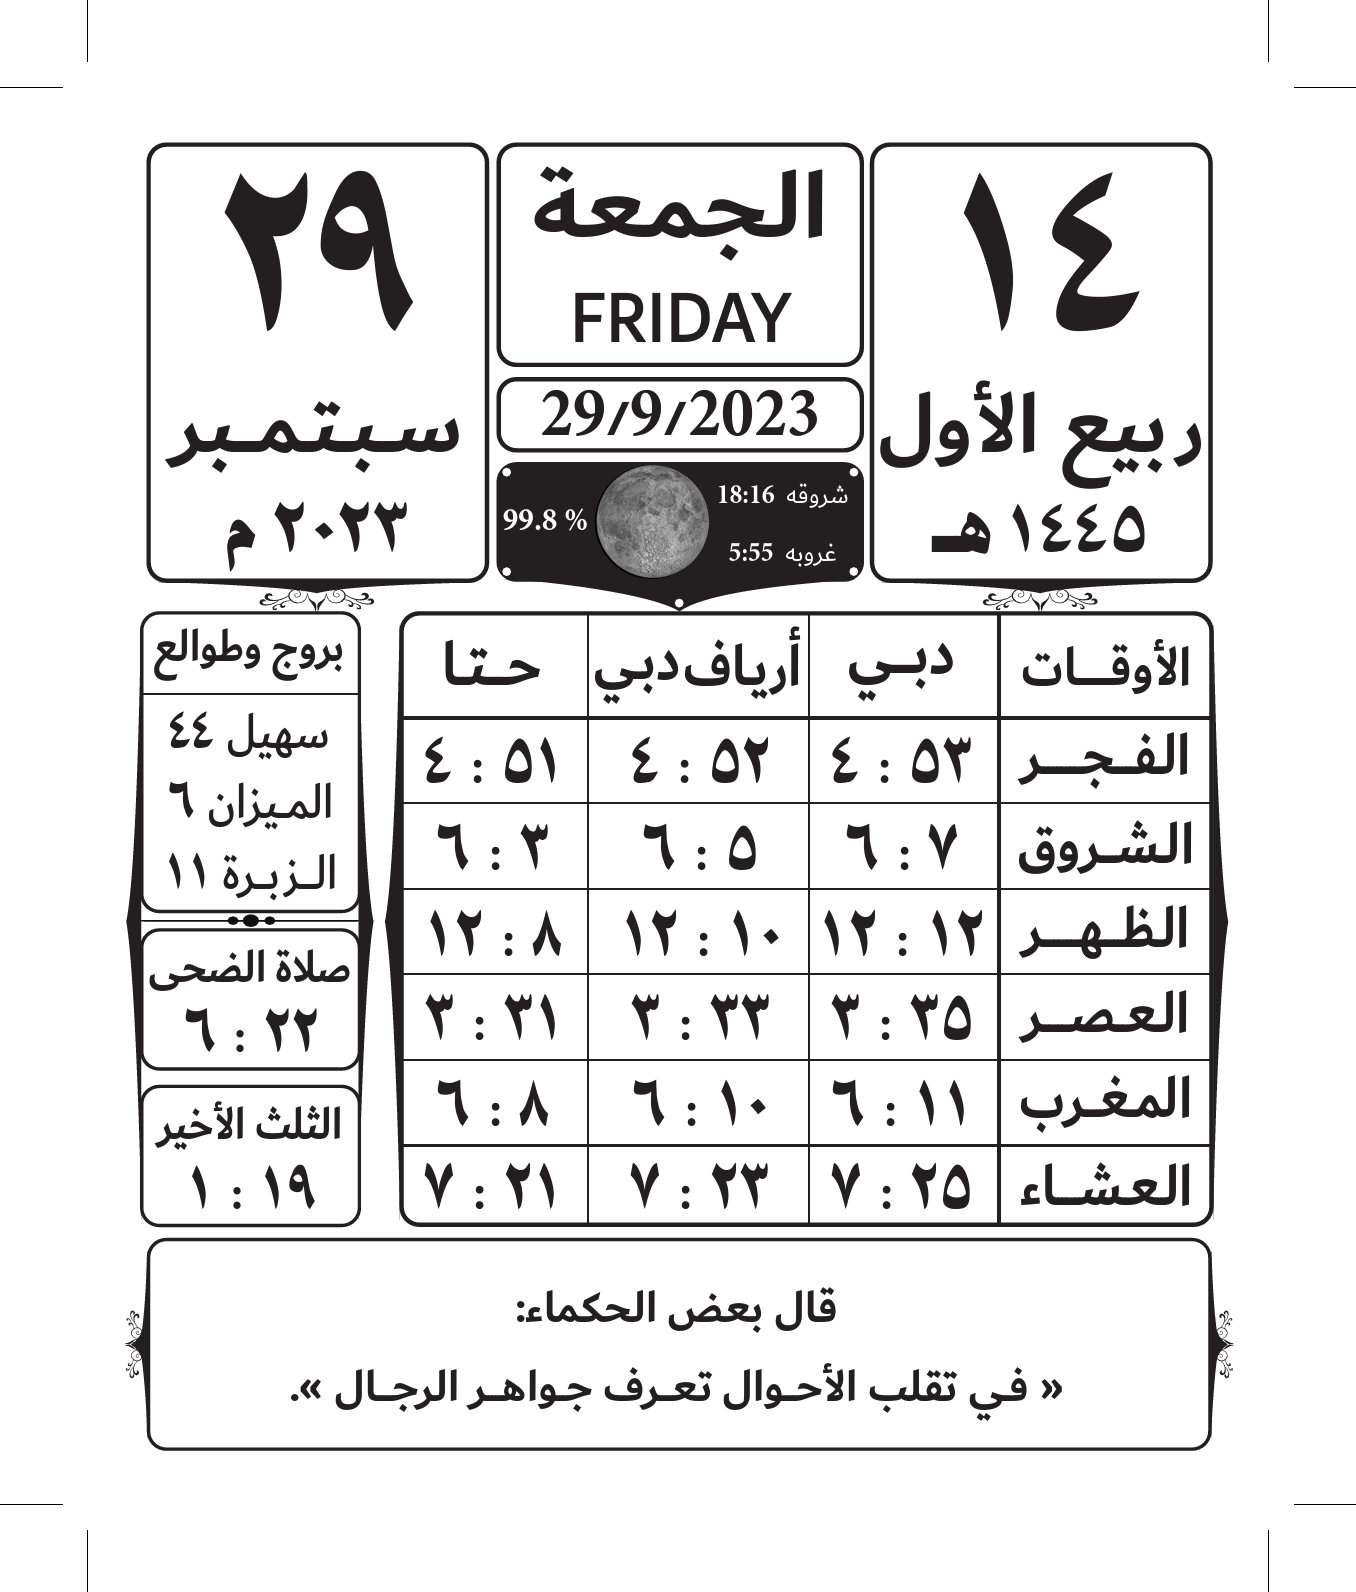 ١٤
ربيع الأول
١٤٤٥ هـ
الجمعة
FRIDAY
29/9/2023
شروقه 18:16
غروبه 5:55
99.8 %
٢٩
سبتمبر
٢٠٢٣ م
الأوقات دبي أرياف دبي حتا
الفجر ٤ : ٥٣ ٤ : ٥٢ ٤ : ٥١
الشروق ٦ : ٧ ٦ : ٥ ٦ : ٣
الظهر ١٢ : ١٢ ١٢ : ١٠ ١٢ : ٨
العصر ٣ : ٣٥ ٣ : ٣٣ ٣ : ٣١
المغرب ٦ : ١١ ٦ : ١٠ ٦ : ٨
العشاء ٧ : ٢٥ ٧ : ٢٣ ٧ : ٢١
بروج وطوالع
سهيل ٤٤
الميزان ٦
الزبرة ١١
صلاة الضحى
٦ : ٢٢
الثلث الأخير
١ : ١٩
قال بعض الحكماء:
« في تقلب الأحوال تعرف جواهر الرجال ».